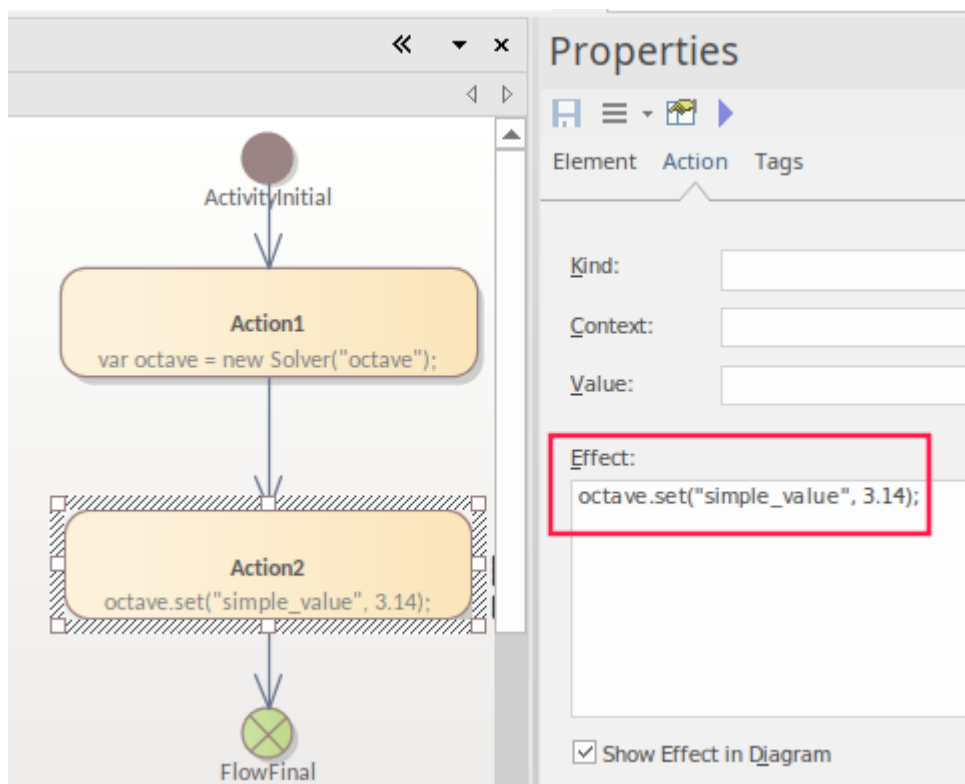 Properties
Element Action Tags
ActivityInitial
Action1
var octave = new Solver("octave");
Action2
octave.set("simple_value", 3.14);
FlowFinal
Kind:
Context:
Value:
Effect:
octave.set("simple_value", 3.14);
Show Effect in Diagram